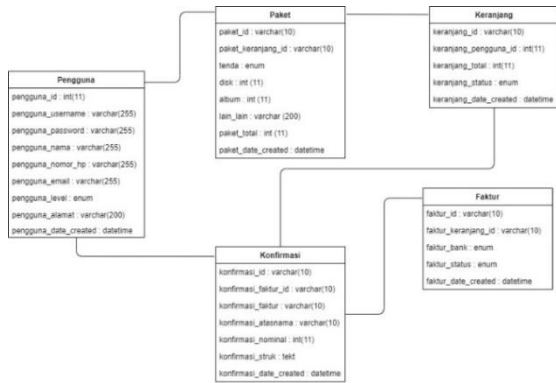 Paket
paket_id : varchar(10)
paket_keranjang_id : varchar(10)
tenda : enum
disk : int (11)
album : int (11)
lain_lain : varchar (200)
paket_total : int (11)
paket_date_created : datetime
Keranjang
keranjang_id : varchar(10)
keranjang_pengguna_id : int(11)
keranjang_total : int(11)
keranjang_status : enum
keranjang_date_created : datetime
Pengguna
pengguna_id : int(11)
pengguna_username : varchar(255)
pengguna_password : varchar(255)
pengguna_nama : varchar(255)
pengguna_nomor_hp : varchar(255)
pengguna_email : varchar(255)
pengguna_level : enum
pengguna_alamat : varchar(200)
pengguna_date_created : datetime
Faktur
faktur_id : varchar(10)
faktur_keranjang_id : varchar(10)
faktur_bank : enum
faktur_status : enum
faktur_date_created : datetime
Konfirmasi
konfirmasi_id : varchar(10)
konfirmasi_faktur_id : varchar(10)
konfirmasi_faktur : varchar(10)
konfirmasi_atasnama : varchar(10)
konfirmasi_nominal : int(11)
konfirmasi_struk : tekt
konfirmasi_date_created : datetime